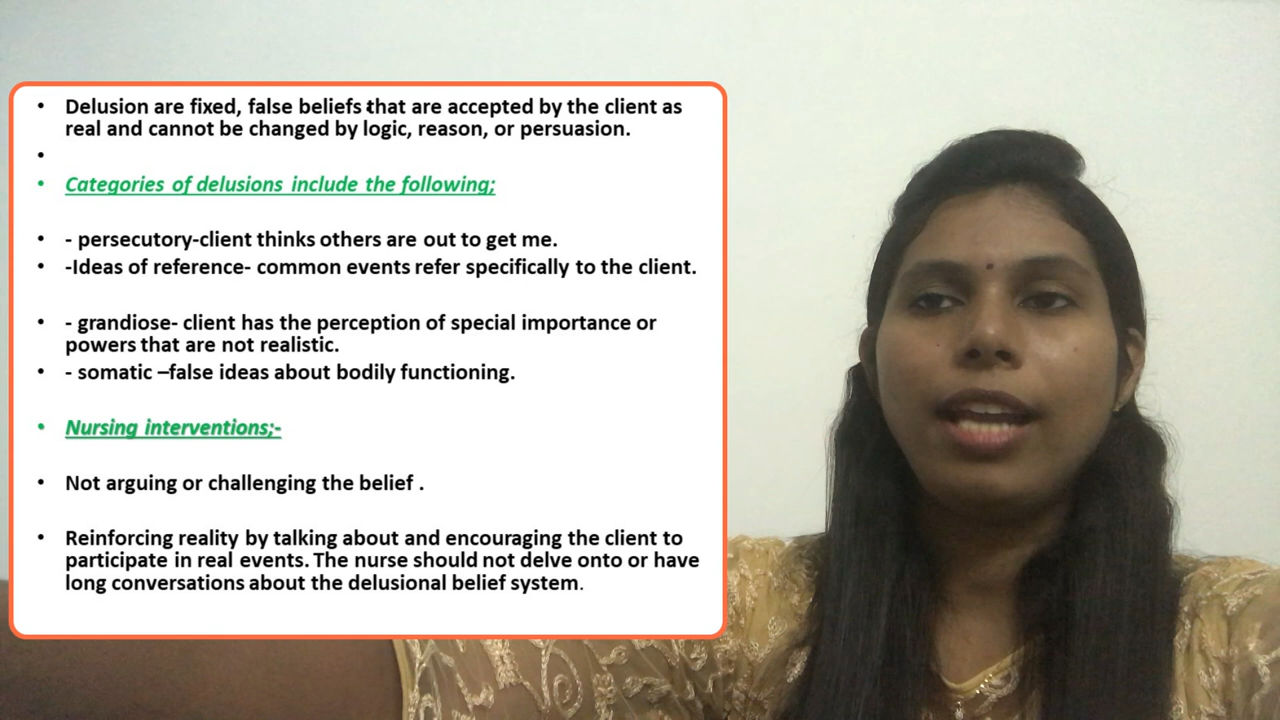 • Delusion are fixed, false beliefs that are accepted by the client as
real and cannot be changed by logic, reason, or persuasion.
•
• Categories of delusions include the following;
• - persecutory-client thinks others are out to get me.
• -Ideas of reference- common events refer specifically to the client.
• - grandiose- client has the perception of special importance or
powers that are not realistic.
• - somatic –false ideas about bodily functioning.
• Nursing interventions;-
• Not arguing or challenging the belief .
• Reinforcing reality by talking about and encouraging the client to
participate in real events. The nurse should not delve onto or have
long conversations about the delusional belief system.